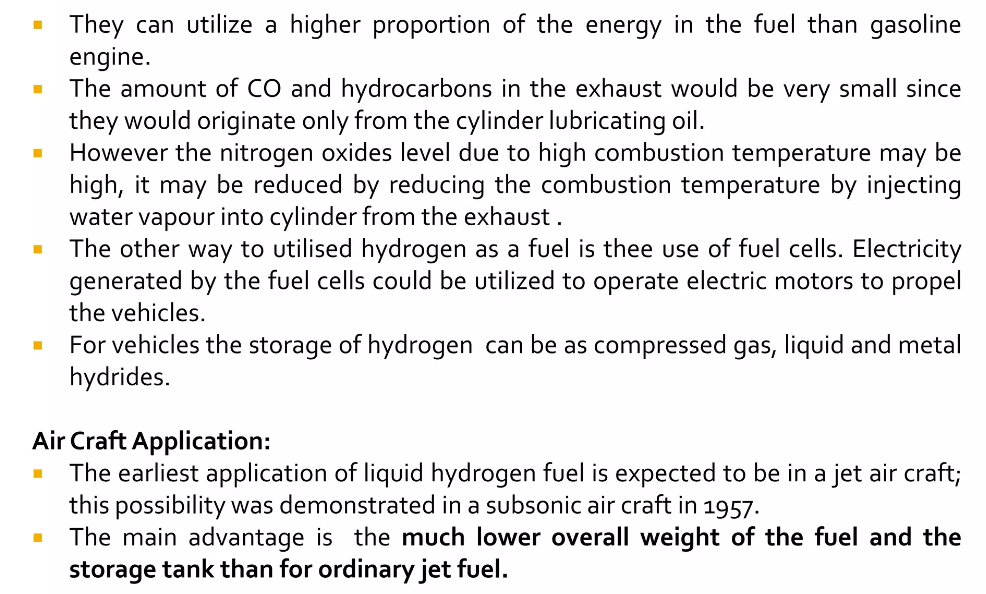 ▪ They can utilize a higher proportion of the energy in the fuel than gasoline
engine.
▪ The amount of CO and hydrocarbons in the exhaust would be very small since
they would originate only from the cylinder lubricating oil.
▪ However the nitrogen oxides level due to high combustion temperature may be
high, it may be reduced by reducing the combustion temperature by injecting
water vapour into cylinder from the exhaust .
▪ The other way to utilised hydrogen as a fuel is thee use of fuel cells. Electricity
generated by the fuel cells could be utilized to operate electric motors to propel
the vehicles.
▪ For vehicles the storage of hydrogen can be as compressed gas, liquid and metal
hydrides.
Air Craft Application:
▪ The earliest application of liquid hydrogen fuel is expected to be in a jet air craft;
this possibility was demonstrated in a subsonic air craft in 1957.
▪ The main advantage is the much lower overall weight of the fuel and the
storage tank than for ordinary jet fuel.